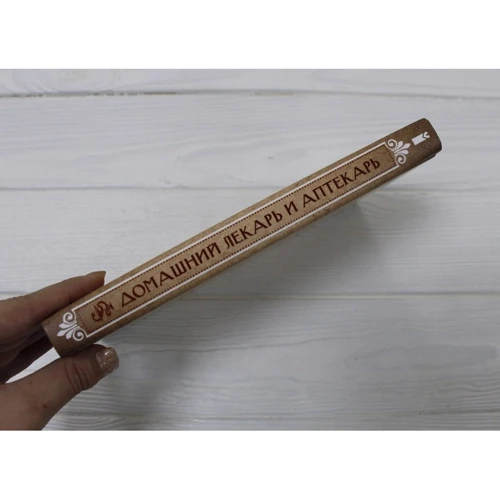 ДОМАШНИЙ ЛЕКАРЬ И АПТЕКАРЬ